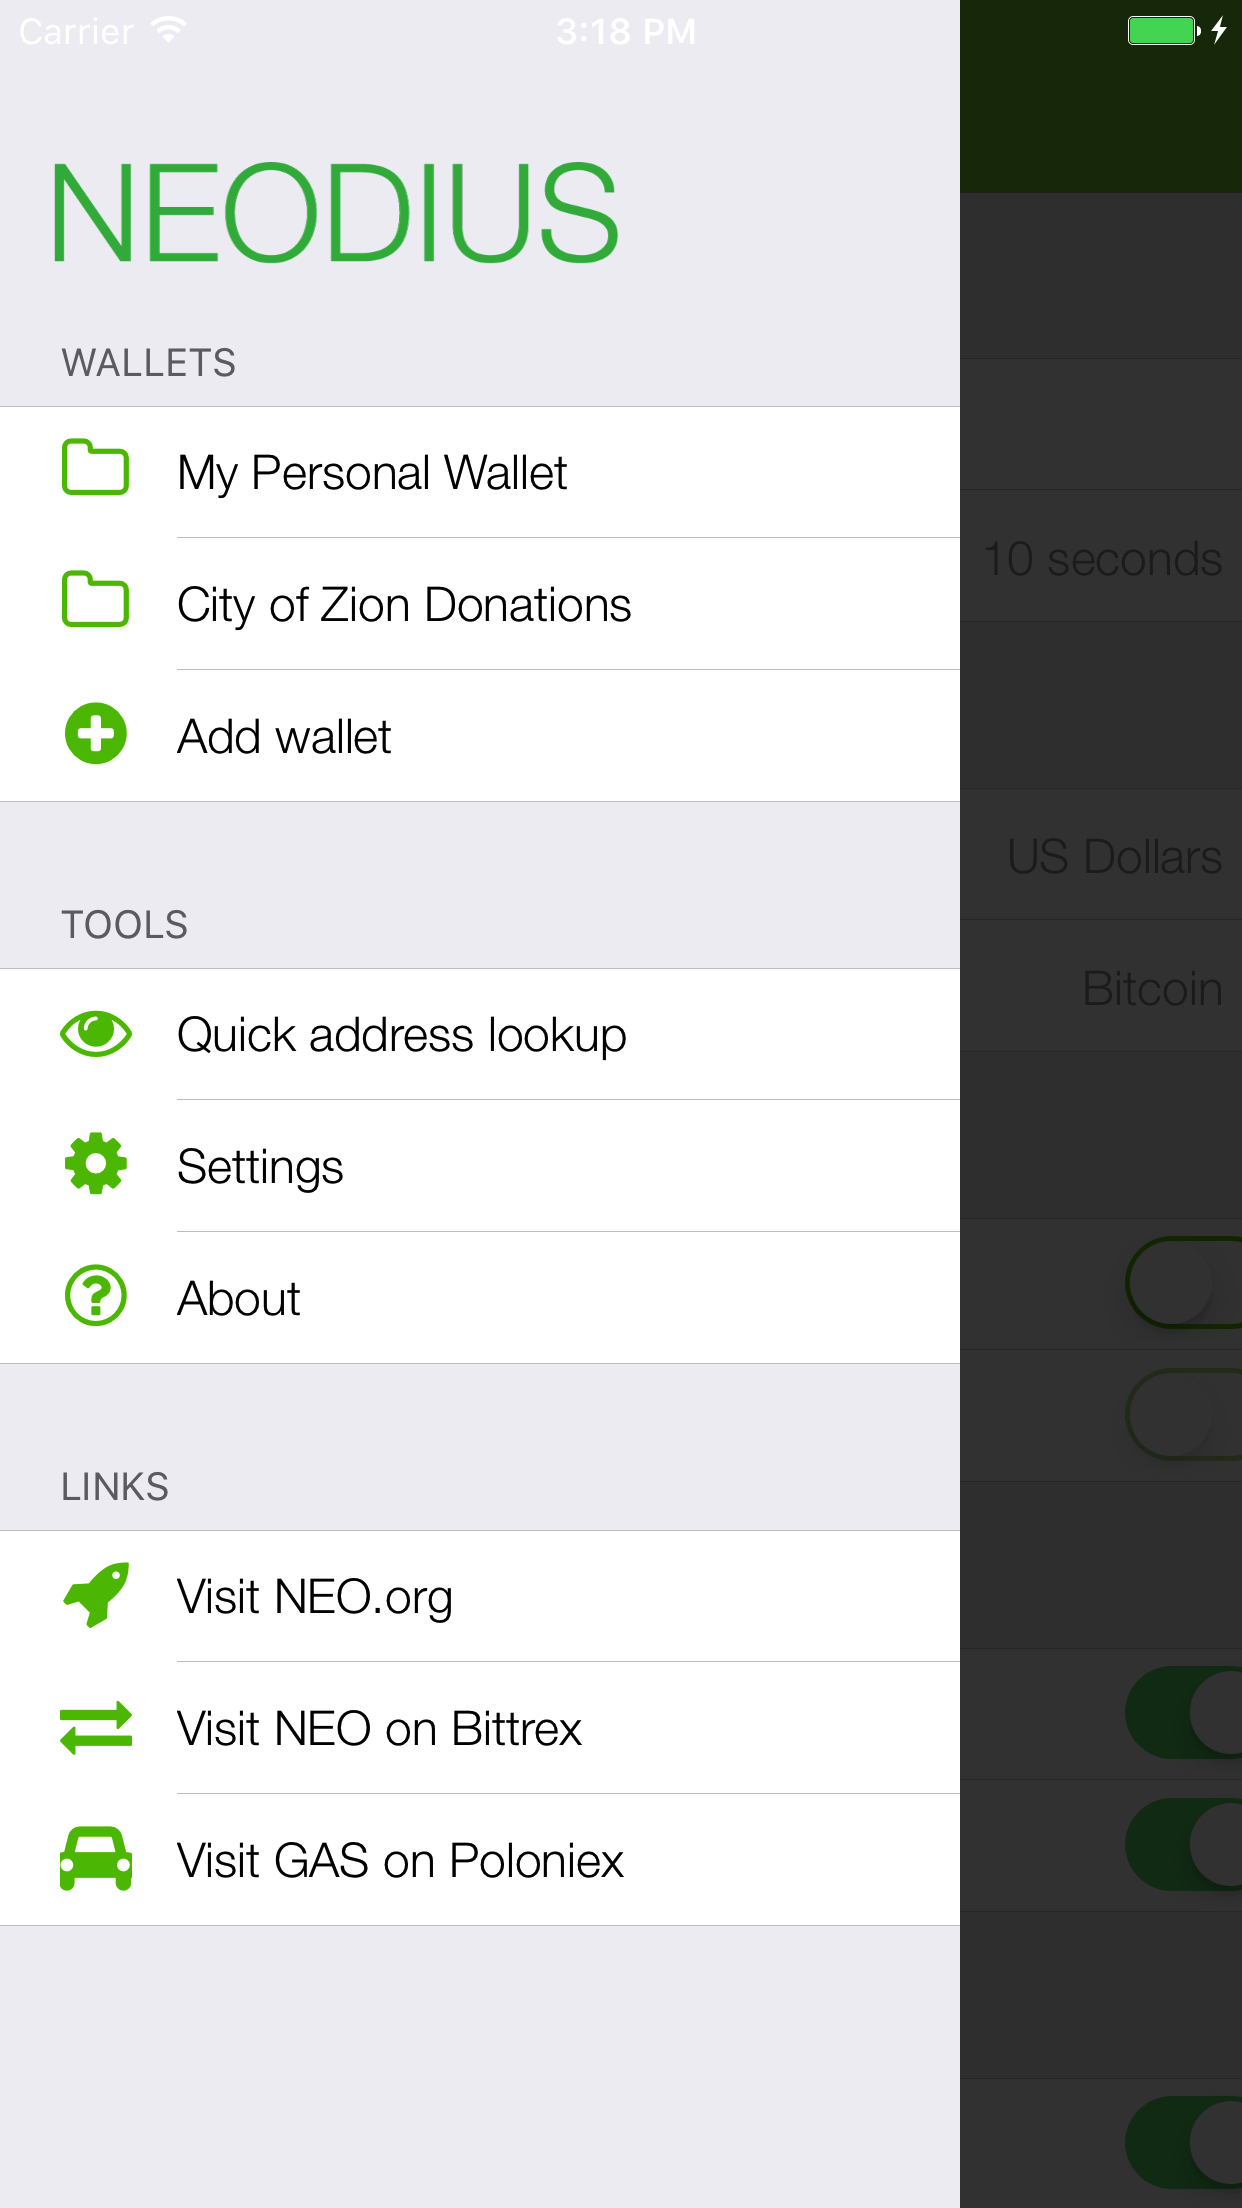 Carrier 3:18 PM
NEODIUS
WALLETS
My Personal Wallet
City of Zion Donations
Add wallet
TOOLS
Quick address lookup
Settings
About
LINKS
Visit NEO.org
Visit NEO on Bittrex
Visit GAS on Poloniex
10 seconds
US Dollars
Bitcoin